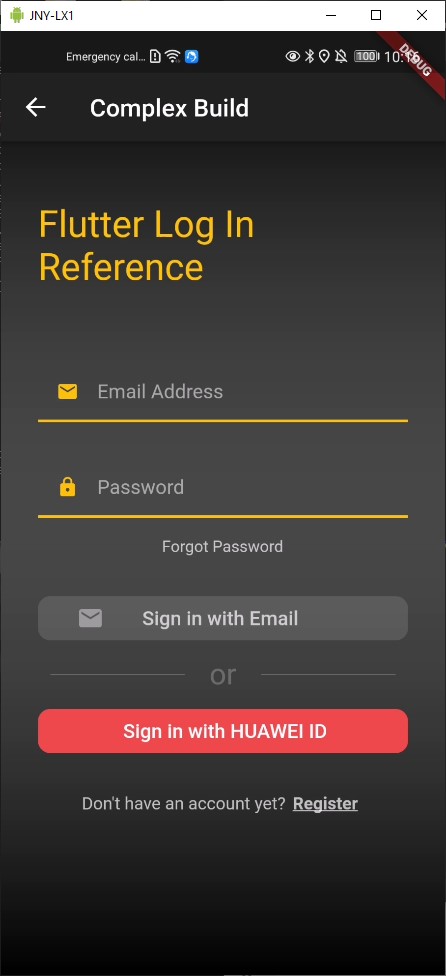 JNY-LX1
Emergency cal...
100
DEBUG
Complex Build
Flutter Log In
Reference
Email Address
Password
Forgot Password
Sign in with Email
or
Sign in with HUAWEI ID
Don't have an account yet? Register